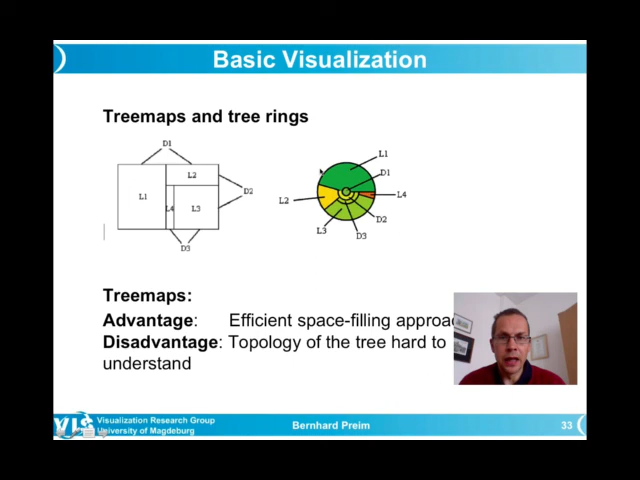 Basic Visualization
Treemaps and tree rings
D1
L2
L1
D2
L4
L3
D3
L1
D1
L4
L2
D2
L3
D3
Treemaps:
Advantage: Efficient space-filling
Disadvantage: Topology of the tree hard to
understand
VIS
Visualization Research Group
University of Magdeburg
Bernhard Preim
33